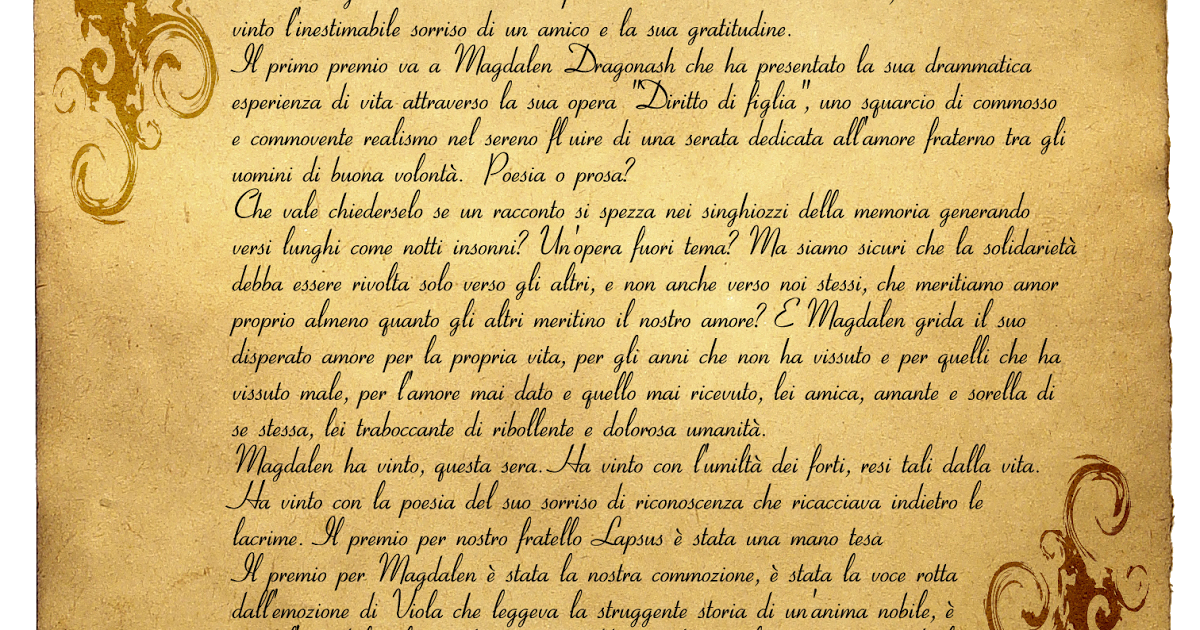 vinto l'inestimabile sorriso di un amico e la sua gratitudine.
Il primo premio va a Magdalen Dragonash che ha presentato la sua drammatica
esperienza di vita attraverso la sua opera "Diritto di figlia", uno squarcio di commosso
e commovente realismo nel sereno fl uire di una serata dedicata all'amore fraterno tra gli
uomini di buona volontà. Poesia o prosa?
Che vale chiederselo se un racconto si spezza nei singhiozzi della memoria generando
versi lunghi come notti insonni? Un'opera fuori tema? Ma siamo sicuri che la solidarietà
debba essere rivolta solo verso gli altri, e non anche verso noi stessi, che meritiamo amor
proprio almeno quanto gli altri meritino il nostro amore? E Magdalen grida il suo
disperato amore per la propria vita, per gli anni che non ha vissuto e per quelli che ha
vissuto male, per l'amore mai dato e quello mai ricevuto, lei amica, amante e sorella di
se stessa, lei traboccante di ribollente e dolorosa umanità.
Magdalen ha vinto, questa sera. Ha vinto con l'umiltà dei forti, resi tali dalla vita.
Ha vinto con la poesia del suo sorriso di riconoscenza che ricacciava indietro le
lacrime. Il premio per nostro fratello Lapsus è stata una mano tesa
Il premio per Magdalen è stata la nostra commozione, è stata la voce rotta
dall'emozione di Viola che leggeva la struggente storia di un'anima nobile, è